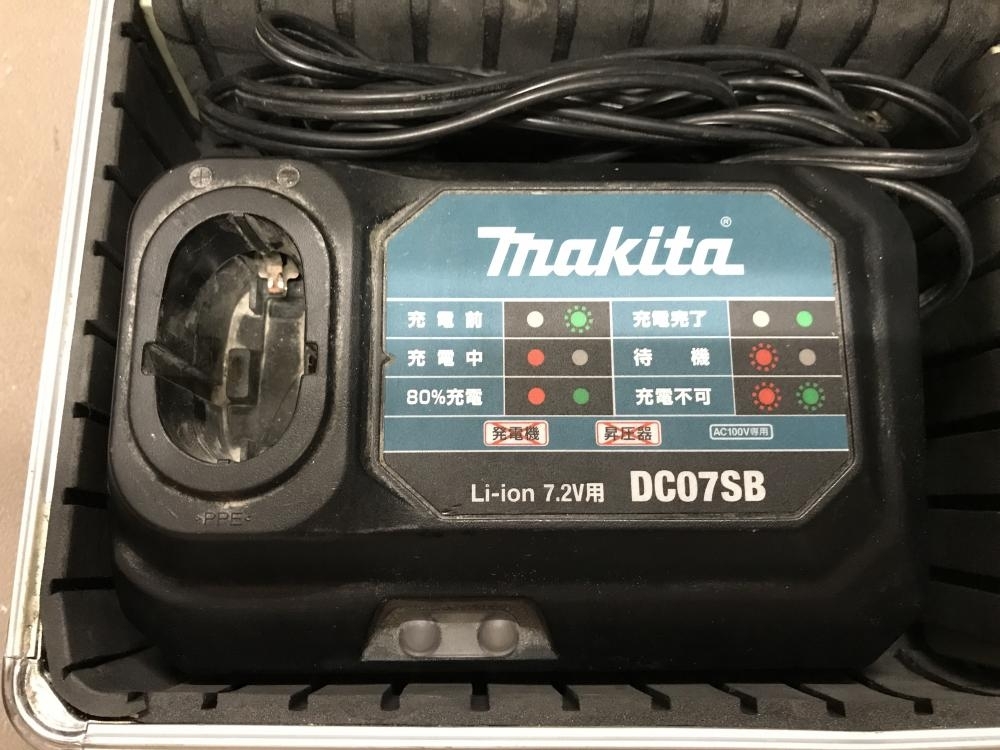 makita®
充電前 充電完了
充電中 待機
80%充電 充電不可
発電機 昇圧器 AC100V専用
Li-ion 7.2V用 DC07SB
>PPE<